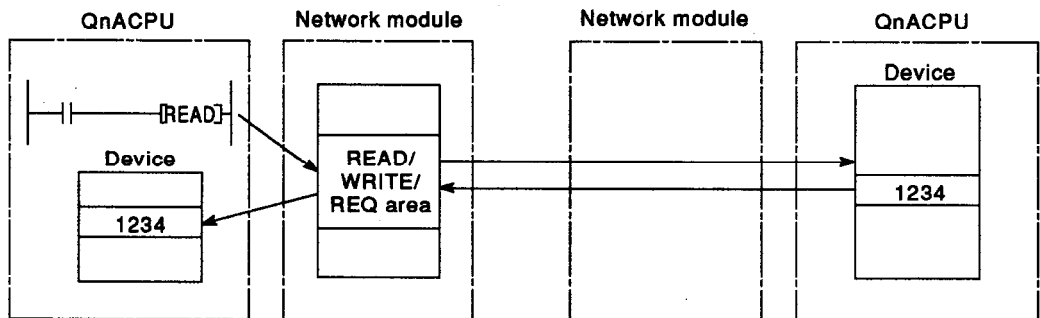 QnACPU
Network module
Network module
QnACPU
[READ]
Device
1234
READ/
WRITE/
REQ area
Device
1234